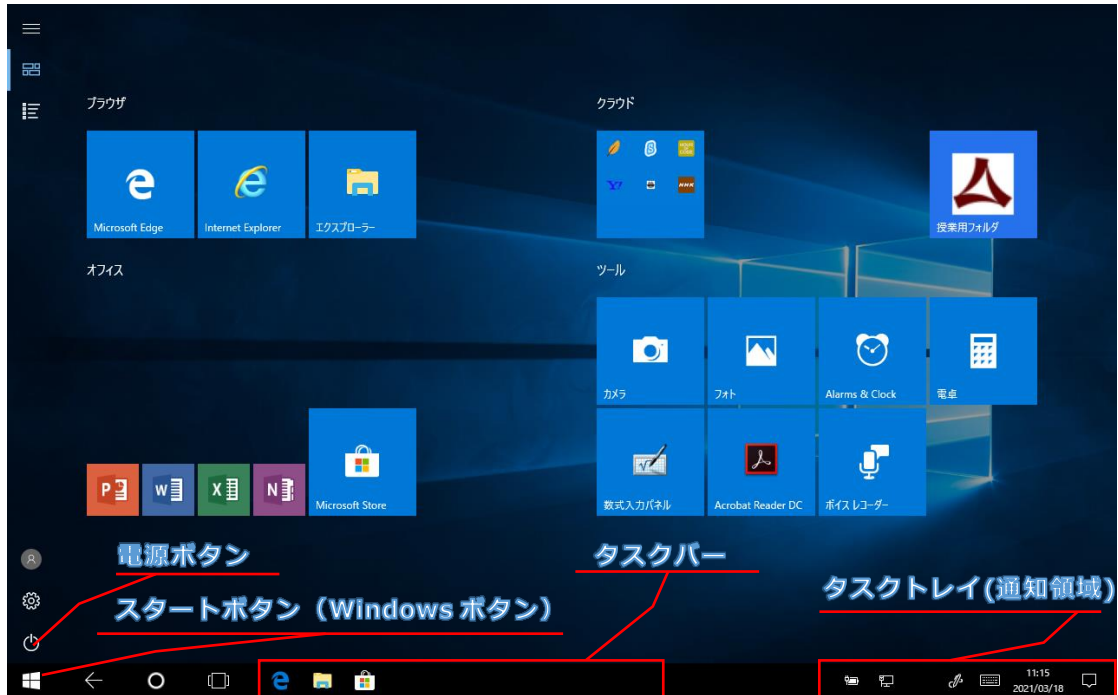 ブラウザ
クラウド
Microsoft Edge
Internet Explorer
エクスプローラー
授業用フォルダ
オフィス
ツール
カメラ
フォト
Alarms & Clock
電卓
Microsoft Store
数式入力パネル
Acrobat Reader DC
ボイス レコーダー
電源ボタン
タスクバー
タスクトレイ(通知領域)
スタートボタン（Windows ボタン）
11:15
2021/03/18